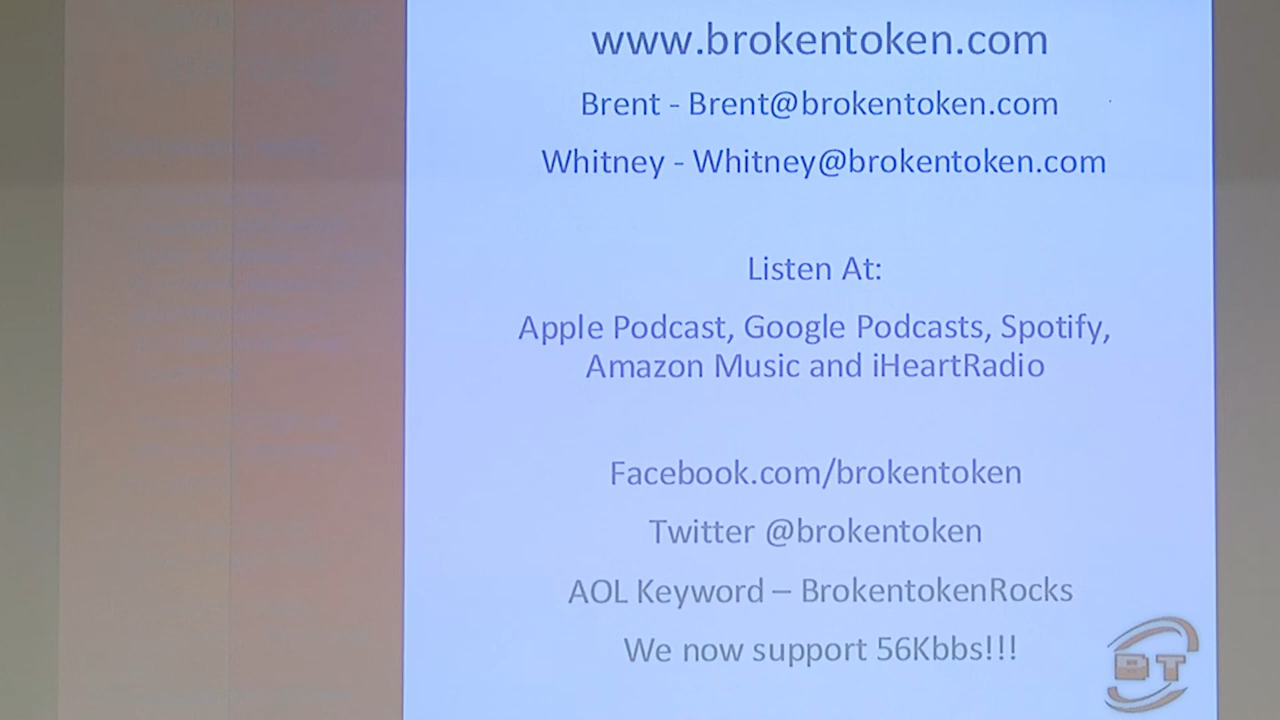 www.brokentoken.com
Brent - Brent@brokentoken.com
Whitney - Whitney@brokentoken.com
Listen At:
Apple Podcast, Google Podcasts, Spotify,
Amazon Music and iHeartRadio
Facebook.com/brokentoken
Twitter @brokentoken
AOL Keyword – BrokentokenRocks
We now support 56Kbbs!!!
BT